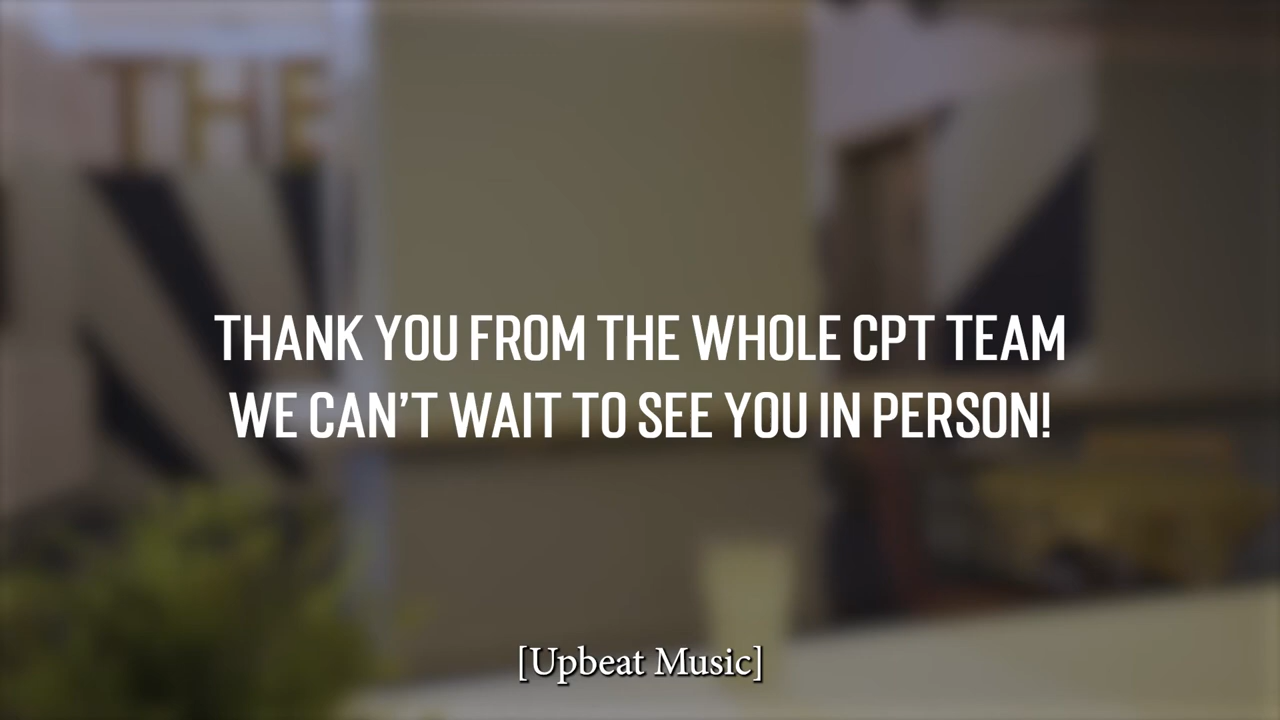 THE
THANK YOU FROM THE WHOLE CPT TEAM
WE CAN'T WAIT TO SEE YOU IN PERSON!
[Upbeat Music]